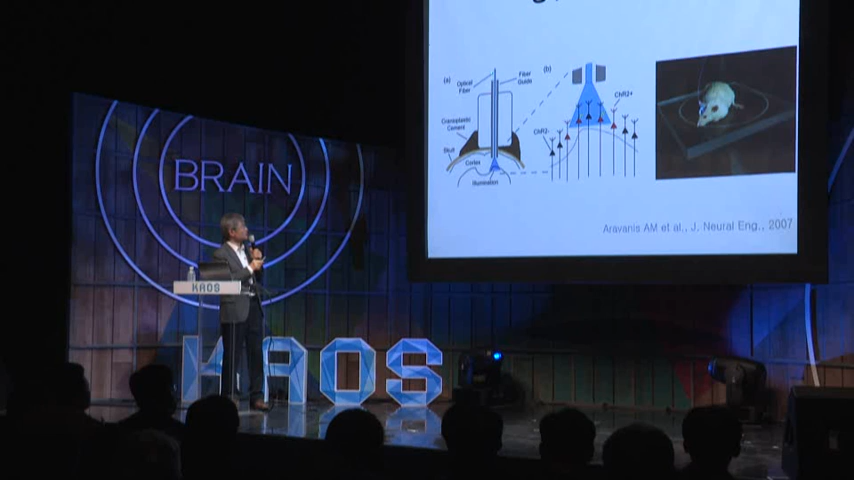 (a)
Optical
Fiber
Fiber
Guide
Cranioplastic
Cement
Skull
Cortex
Illumination
(b)
ChR2+
ChR2-
Aravanis AM et al., J. Neural Eng., 2007
BRAIN
KAOS
KAOS